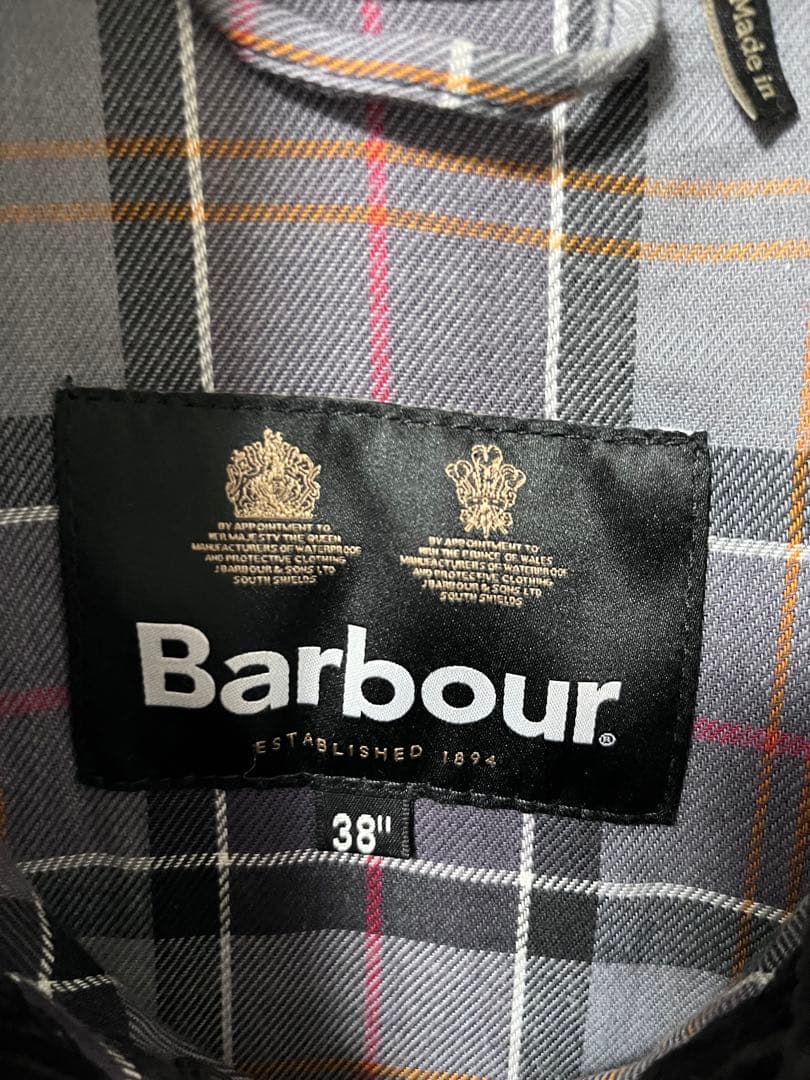 Made in
BY APPOINTMENT TO
HER MAJESTY THE QUEEN
MANUFACTURERS OF WATERPROOF
AND PROTECTIVE CLOTHING
J.BARBOUR & SONS LTD
SOUTH SHIELDS
BY APPOINTMENT TO
HRH THE PRINCE OF WALES
MANUFACTURERS OF WATERPROOF
AND PROTECTIVE CLOTHING
J.BARBOUR & SONS LTD
SOUTH SHIELDS
Barbour®
ESTABLISHED 1894
38"